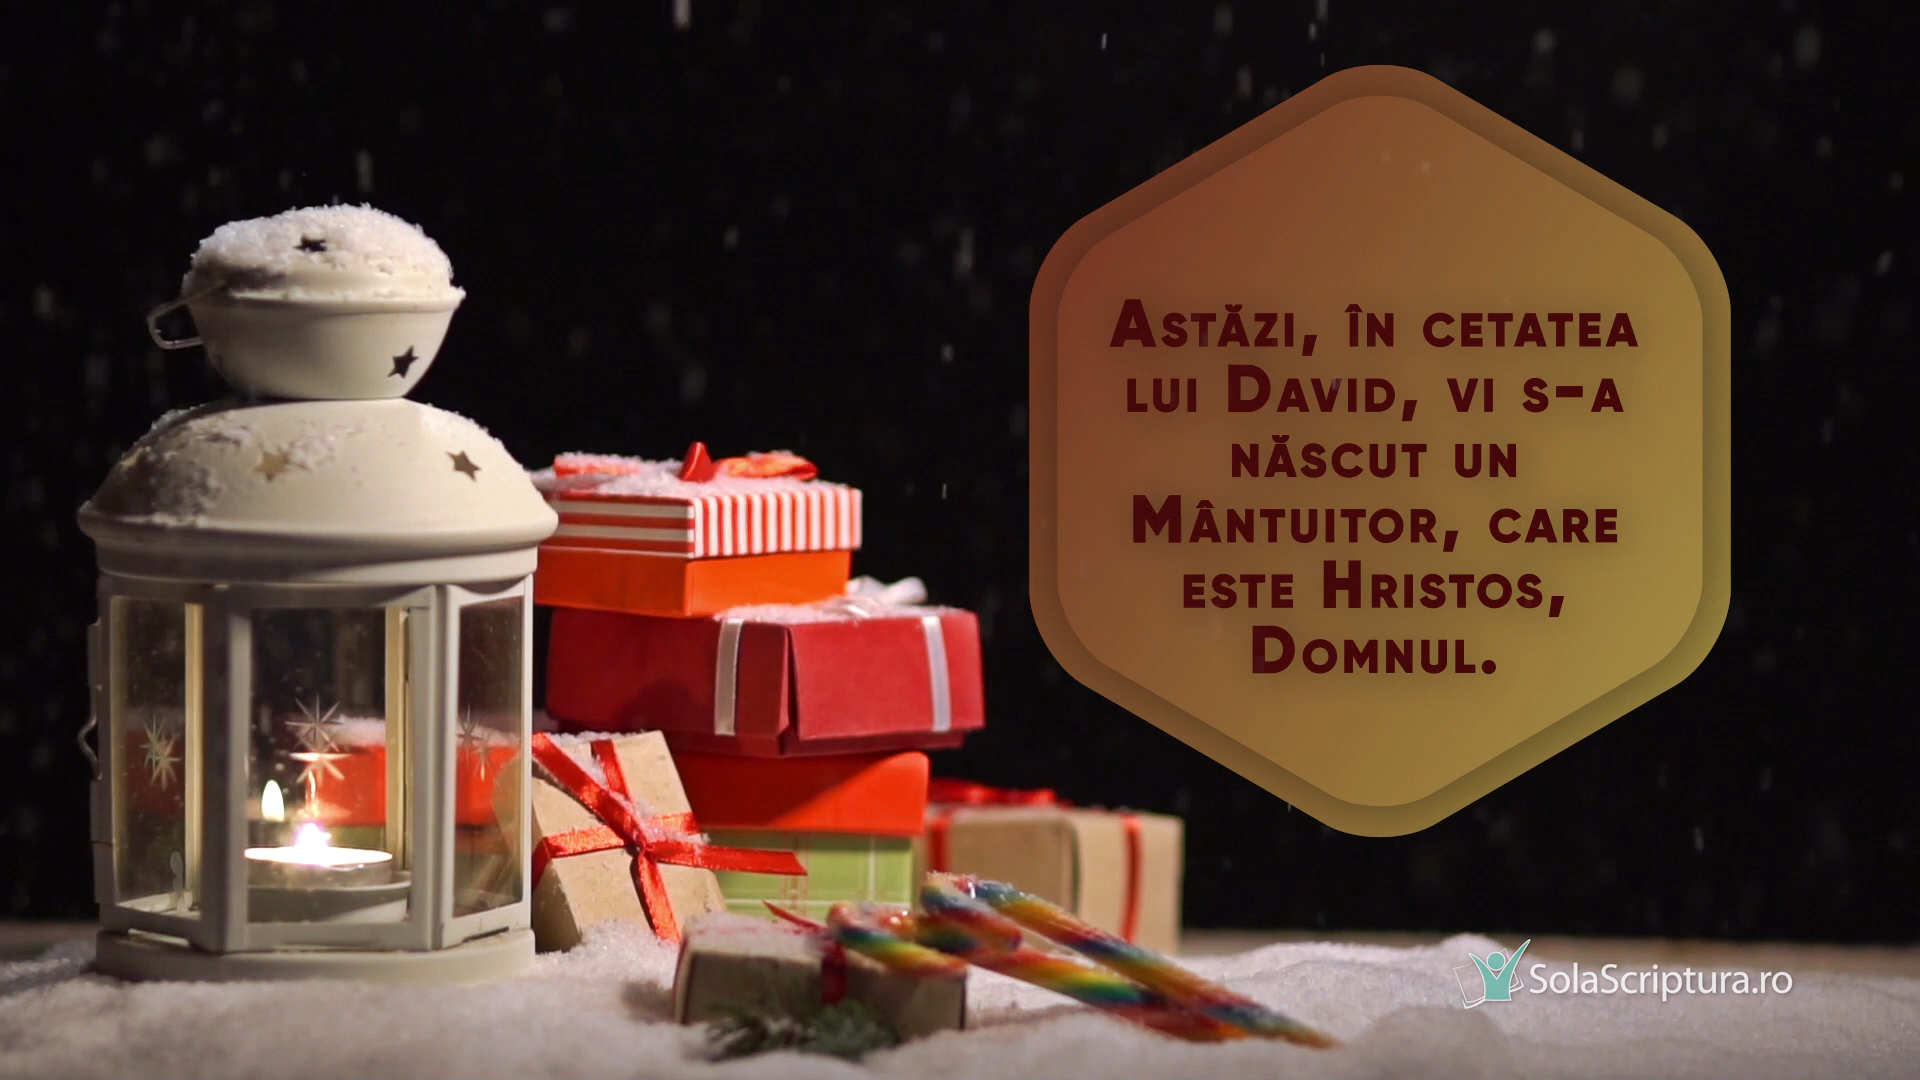 Astăzi, în cetatea
lui David, vi s-a
născut un
Mântuitor, care
este Hristos,
Domnul.
SolaScriptura.ro